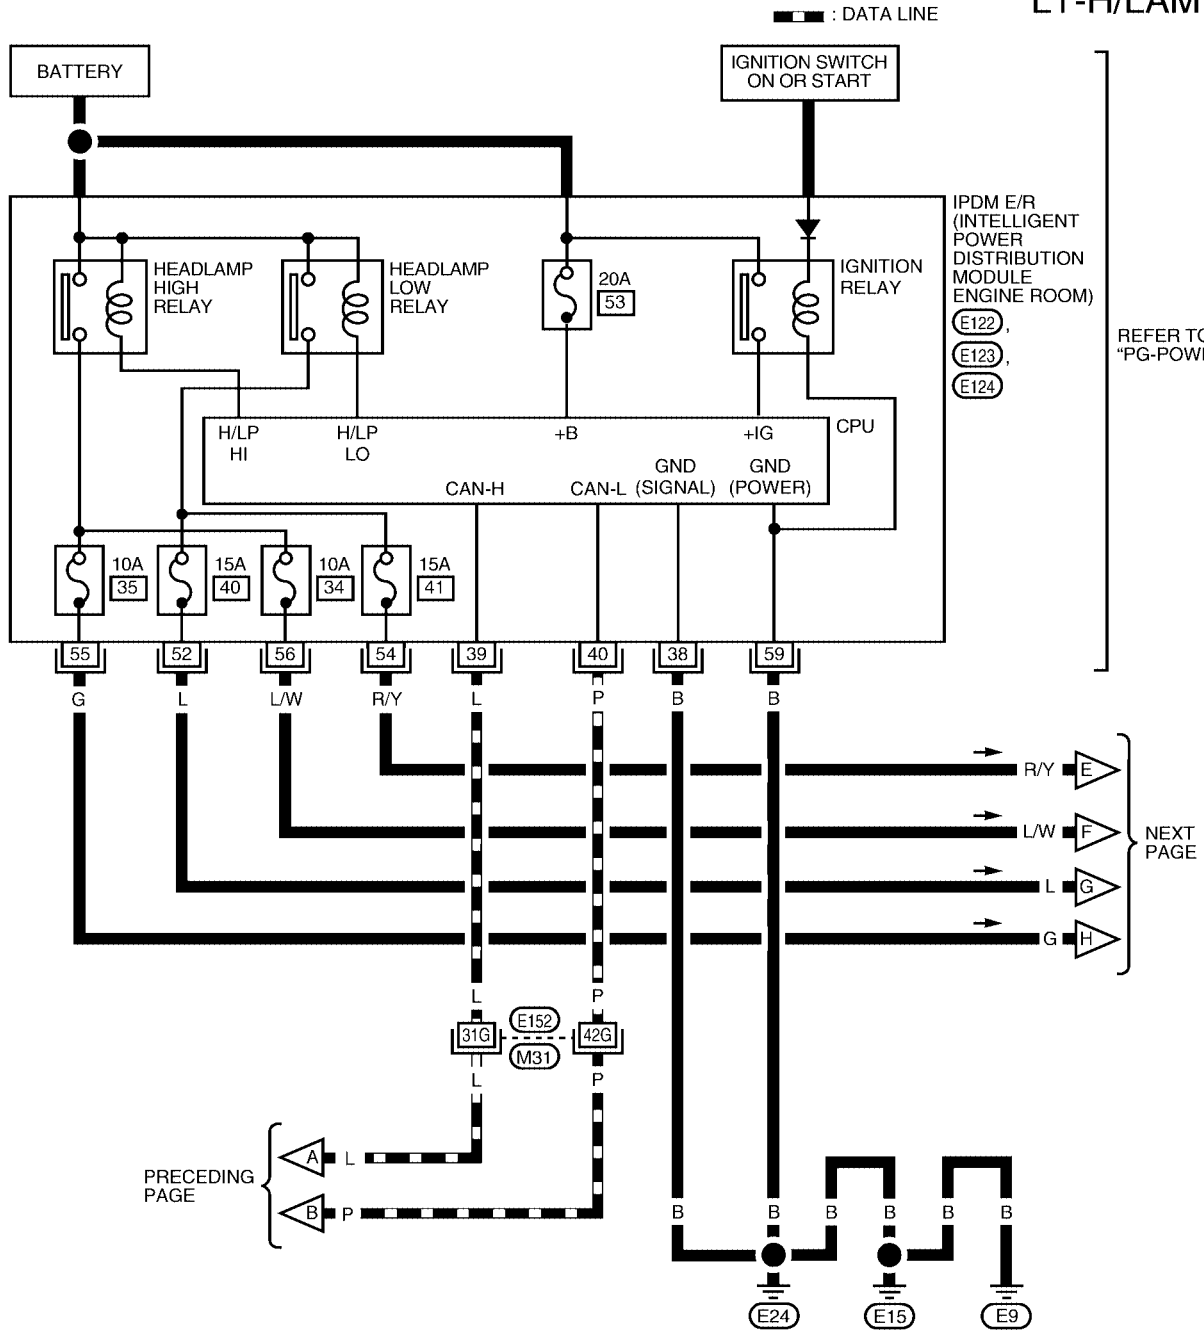 : DATA LINE
BATTERY
IGNITION SWITCH
ON OR START
IPDM E/R
(INTELLIGENT
POWER
DISTRIBUTION
MODULE
ENGINE ROOM)
E122 ,
E123 ,
E124
REFER TO
HEADLAMP
HIGH
RELAY
HEADLAMP
LOW
RELAY
20A
53
IGNITION
RELAY
H/LP
HI
H/LP
LO
+B
+IG
CPU
CAN-H
CAN-L
GND
(SIGNAL)
GND
(POWER)
10A
35
15A
40
10A
34
15A
41
55
52
56
54
39
40
38
59
G
L
L/W
R/Y
L
P
B
B
R/Y
E
L/W
F
L
G
G
H
NEXT
PAGE
L
P
31G
E152
M31
42G
L
P
PRECEDING
PAGE
A
L
B
P
B
B
B
B
B
B
E24
E15
E9